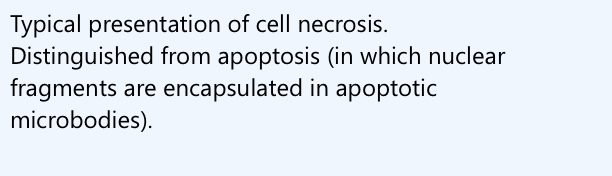 Typical presentation of cell necrosis.
Distinguished from apoptosis (in which nuclear
fragments are encapsulated in apoptotic
microbodies).